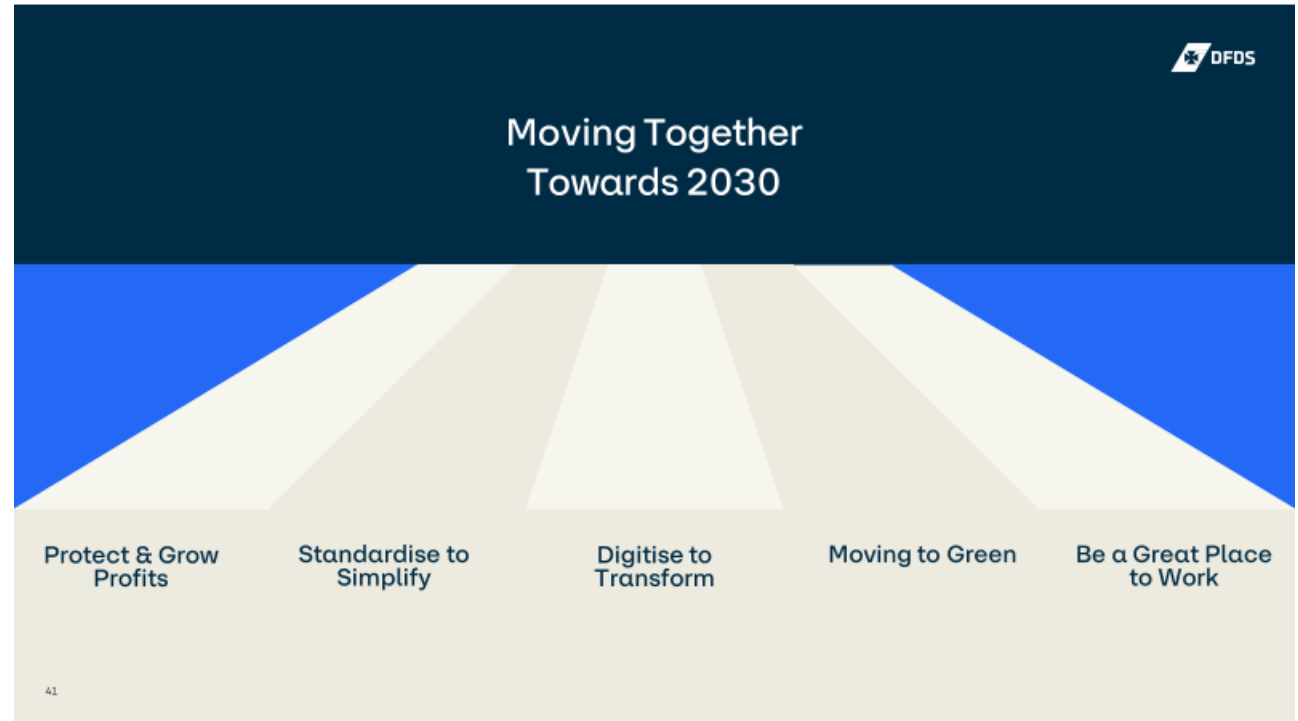 DFDS
Moving Together
Towards 2030
Protect & Grow
Profits
Standardise to
Simplify
Digitise to
Transform
Moving to Green
Be a Great Place
to Work
41